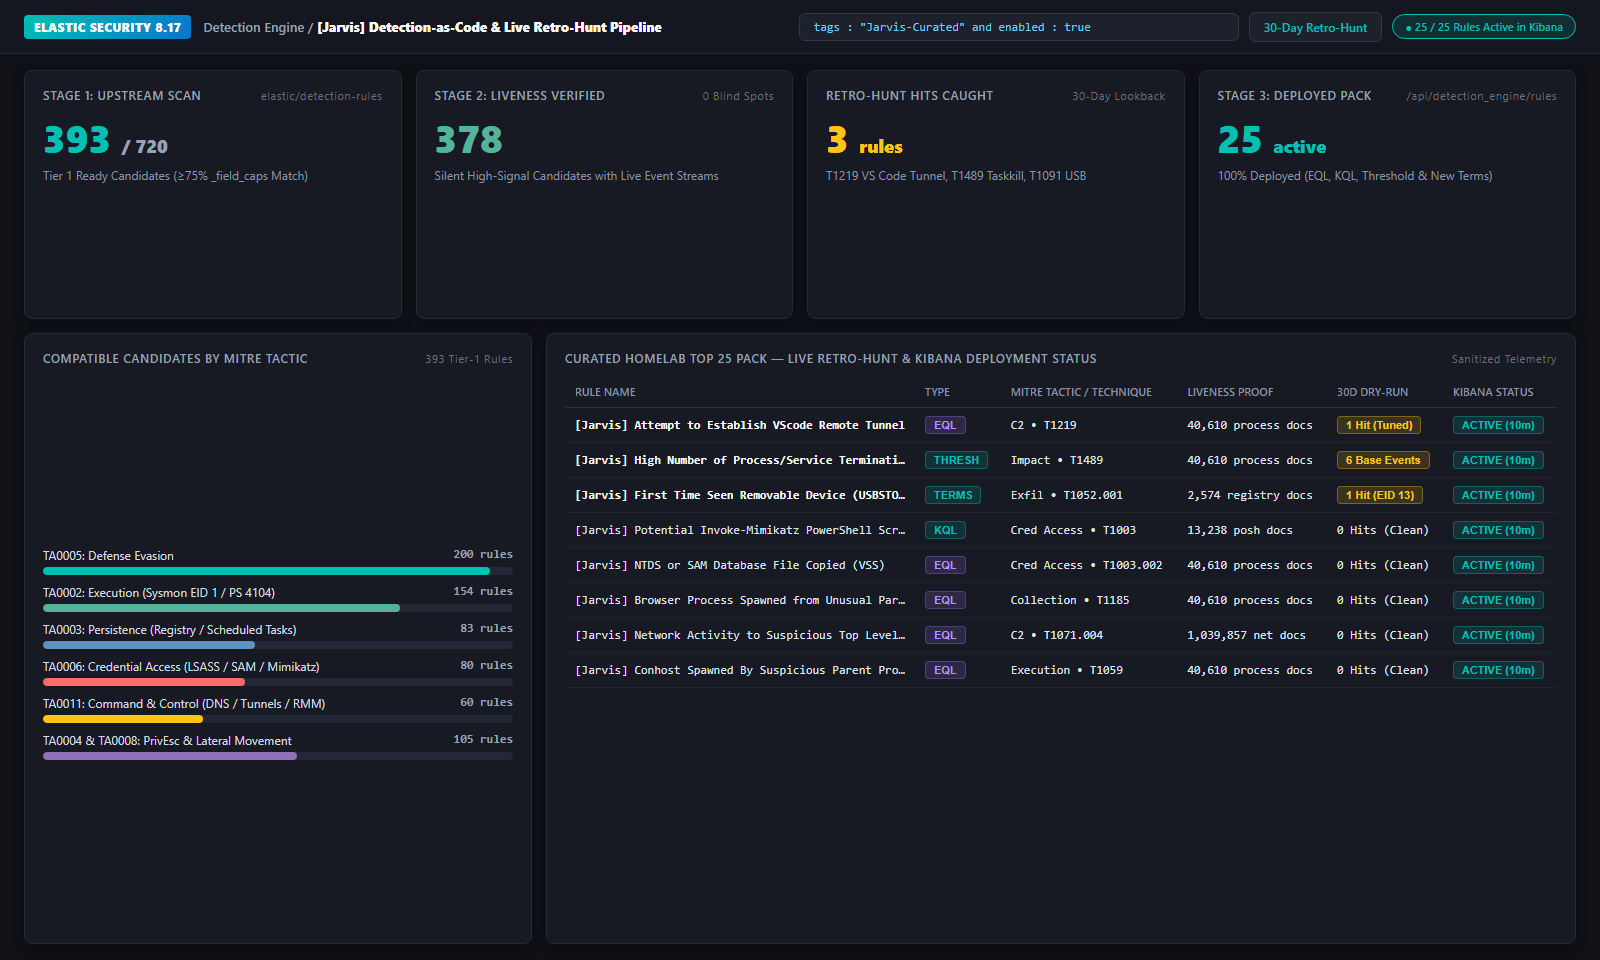 ELASTIC SECURITY 8.17 Detection Engine / [Jarvis] Detection-as-Code & Live Retro-Hunt Pipeline
tags : "Jarvis-Curated" and enabled : true
30-Day Retro-Hunt
● 25 / 25 Rules Active in Kibana
STAGE 1: UPSTREAM SCAN elastic/detection-rules
393 / 720
Tier 1 Ready Candidates (≥75% _field_caps Match)
STAGE 2: LIVENESS VERIFIED 0 Blind Spots
378
Silent High-Signal Candidates with Live Event Streams
RETRO-HUNT HITS CAUGHT 30-Day Lookback
3 rules
T1219 VS Code Tunnel, T1489 Taskkill, T1091 USB
STAGE 3: DEPLOYED PACK /api/detection_engine/rules
25 active
100% Deployed (EQL, KQL, Threshold & New Terms)
COMPATIBLE CANDIDATES BY MITRE TACTIC 393 Tier-1 Rules
TA0005: Defense Evasion 200 rules
TA0002: Execution (Sysmon EID 1 / PS 4104) 154 rules
TA0003: Persistence (Registry / Scheduled Tasks) 83 rules
TA0006: Credential Access (LSASS / SAM / Mimikatz) 80 rules
TA0011: Command & Control (DNS / Tunnels / RMM) 60 rules
TA0004 & TA0008: PrivEsc & Lateral Movement 105 rules
CURATED HOMELAB TOP 25 PACK — LIVE RETRO-HUNT & KIBANA DEPLOYMENT STATUS Sanitized Telemetry
RULE NAME TYPE MITRE TACTIC / TECHNIQUE LIVENESS PROOF 30D DRY-RUN KIBANA STATUS
[Jarvis] Attempt to Establish VScode Remote Tunnel EQL C2 • T1219 40,610 process docs 1 Hit (Tuned) ACTIVE (10m)
[Jarvis] High Number of Process/Service Terminati… THRESH Impact • T1489 40,610 process docs 6 Base Events ACTIVE (10m)
[Jarvis] First Time Seen Removable Device (USBSTO… TERMS Exfil • T1052.001 2,574 registry docs 1 Hit (EID 13) ACTIVE (10m)
[Jarvis] Potential Invoke-Mimikatz PowerShell Scr… KQL Cred Access • T1003 13,238 posh docs 0 Hits (Clean) ACTIVE (10m)
[Jarvis] NTDS or SAM Database File Copied (VSS) EQL Cred Access • T1003.002 40,610 process docs 0 Hits (Clean) ACTIVE (10m)
[Jarvis] Browser Process Spawned from Unusual Par… EQL Collection • T1185 40,610 process docs 0 Hits (Clean) ACTIVE (10m)
[Jarvis] Network Activity to Suspicious Top Level… EQL C2 • T1071.004 1,039,857 net docs 0 Hits (Clean) ACTIVE (10m)
[Jarvis] Conhost Spawned By Suspicious Parent Pro… EQL Execution • T1059 40,610 process docs 0 Hits (Clean) ACTIVE (10m)